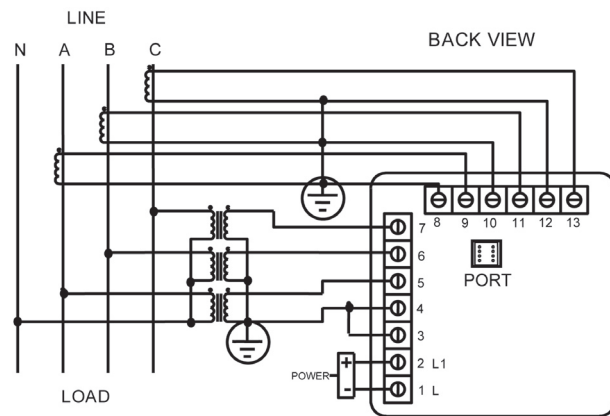 LINE
N A B C
BACK VIEW
8 9 10 11 12 13
7
6
PORT
5
4
3
+ 2 L1
POWER
- 1 L
LOAD